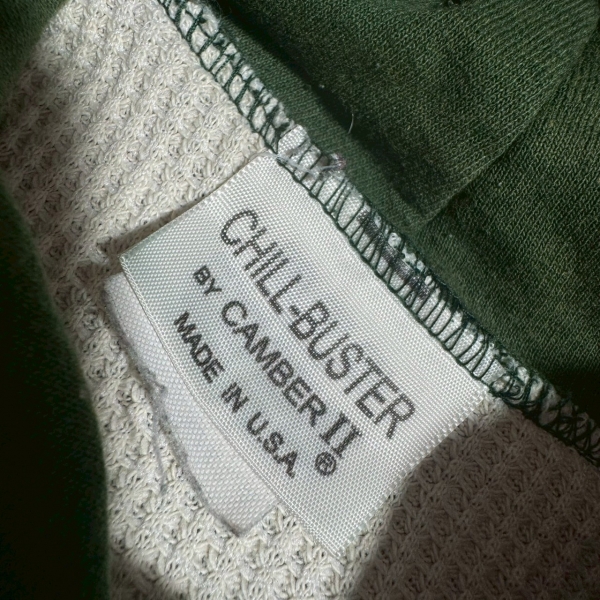 CHILL-BUSTER
BY CAMBER II ®
MADE IN U.S.A.